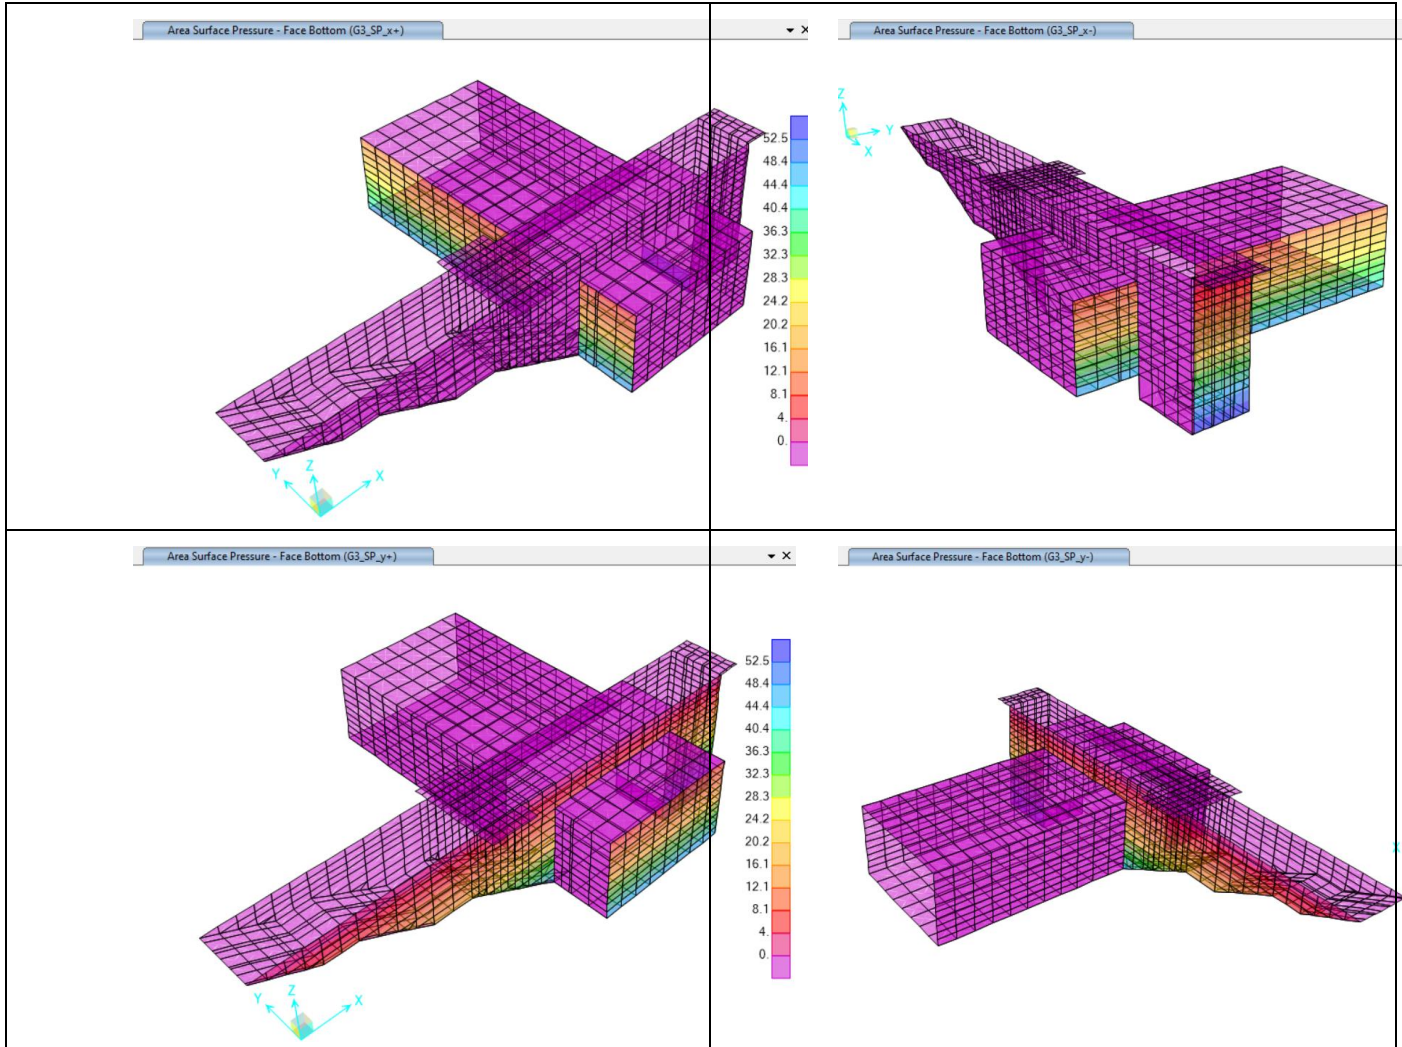 Area Surface Pressure - Face Bottom (G3_SP_x+)
52.5
48.4
44.4
40.4
36.3
32.3
28.3
24.2
20.2
16.1
12.1
8.1
4.
0.
Y
Z
X
Area Surface Pressure - Face Bottom (G3_SP_x-)
Z
Y
X
Area Surface Pressure - Face Bottom (G3_SP_y+)
52.5
48.4
44.4
40.4
36.3
32.3
28.3
24.2
20.2
16.1
12.1
8.1
4.
0.
Y
Z
X
Area Surface Pressure - Face Bottom (G3_SP_y-)
X